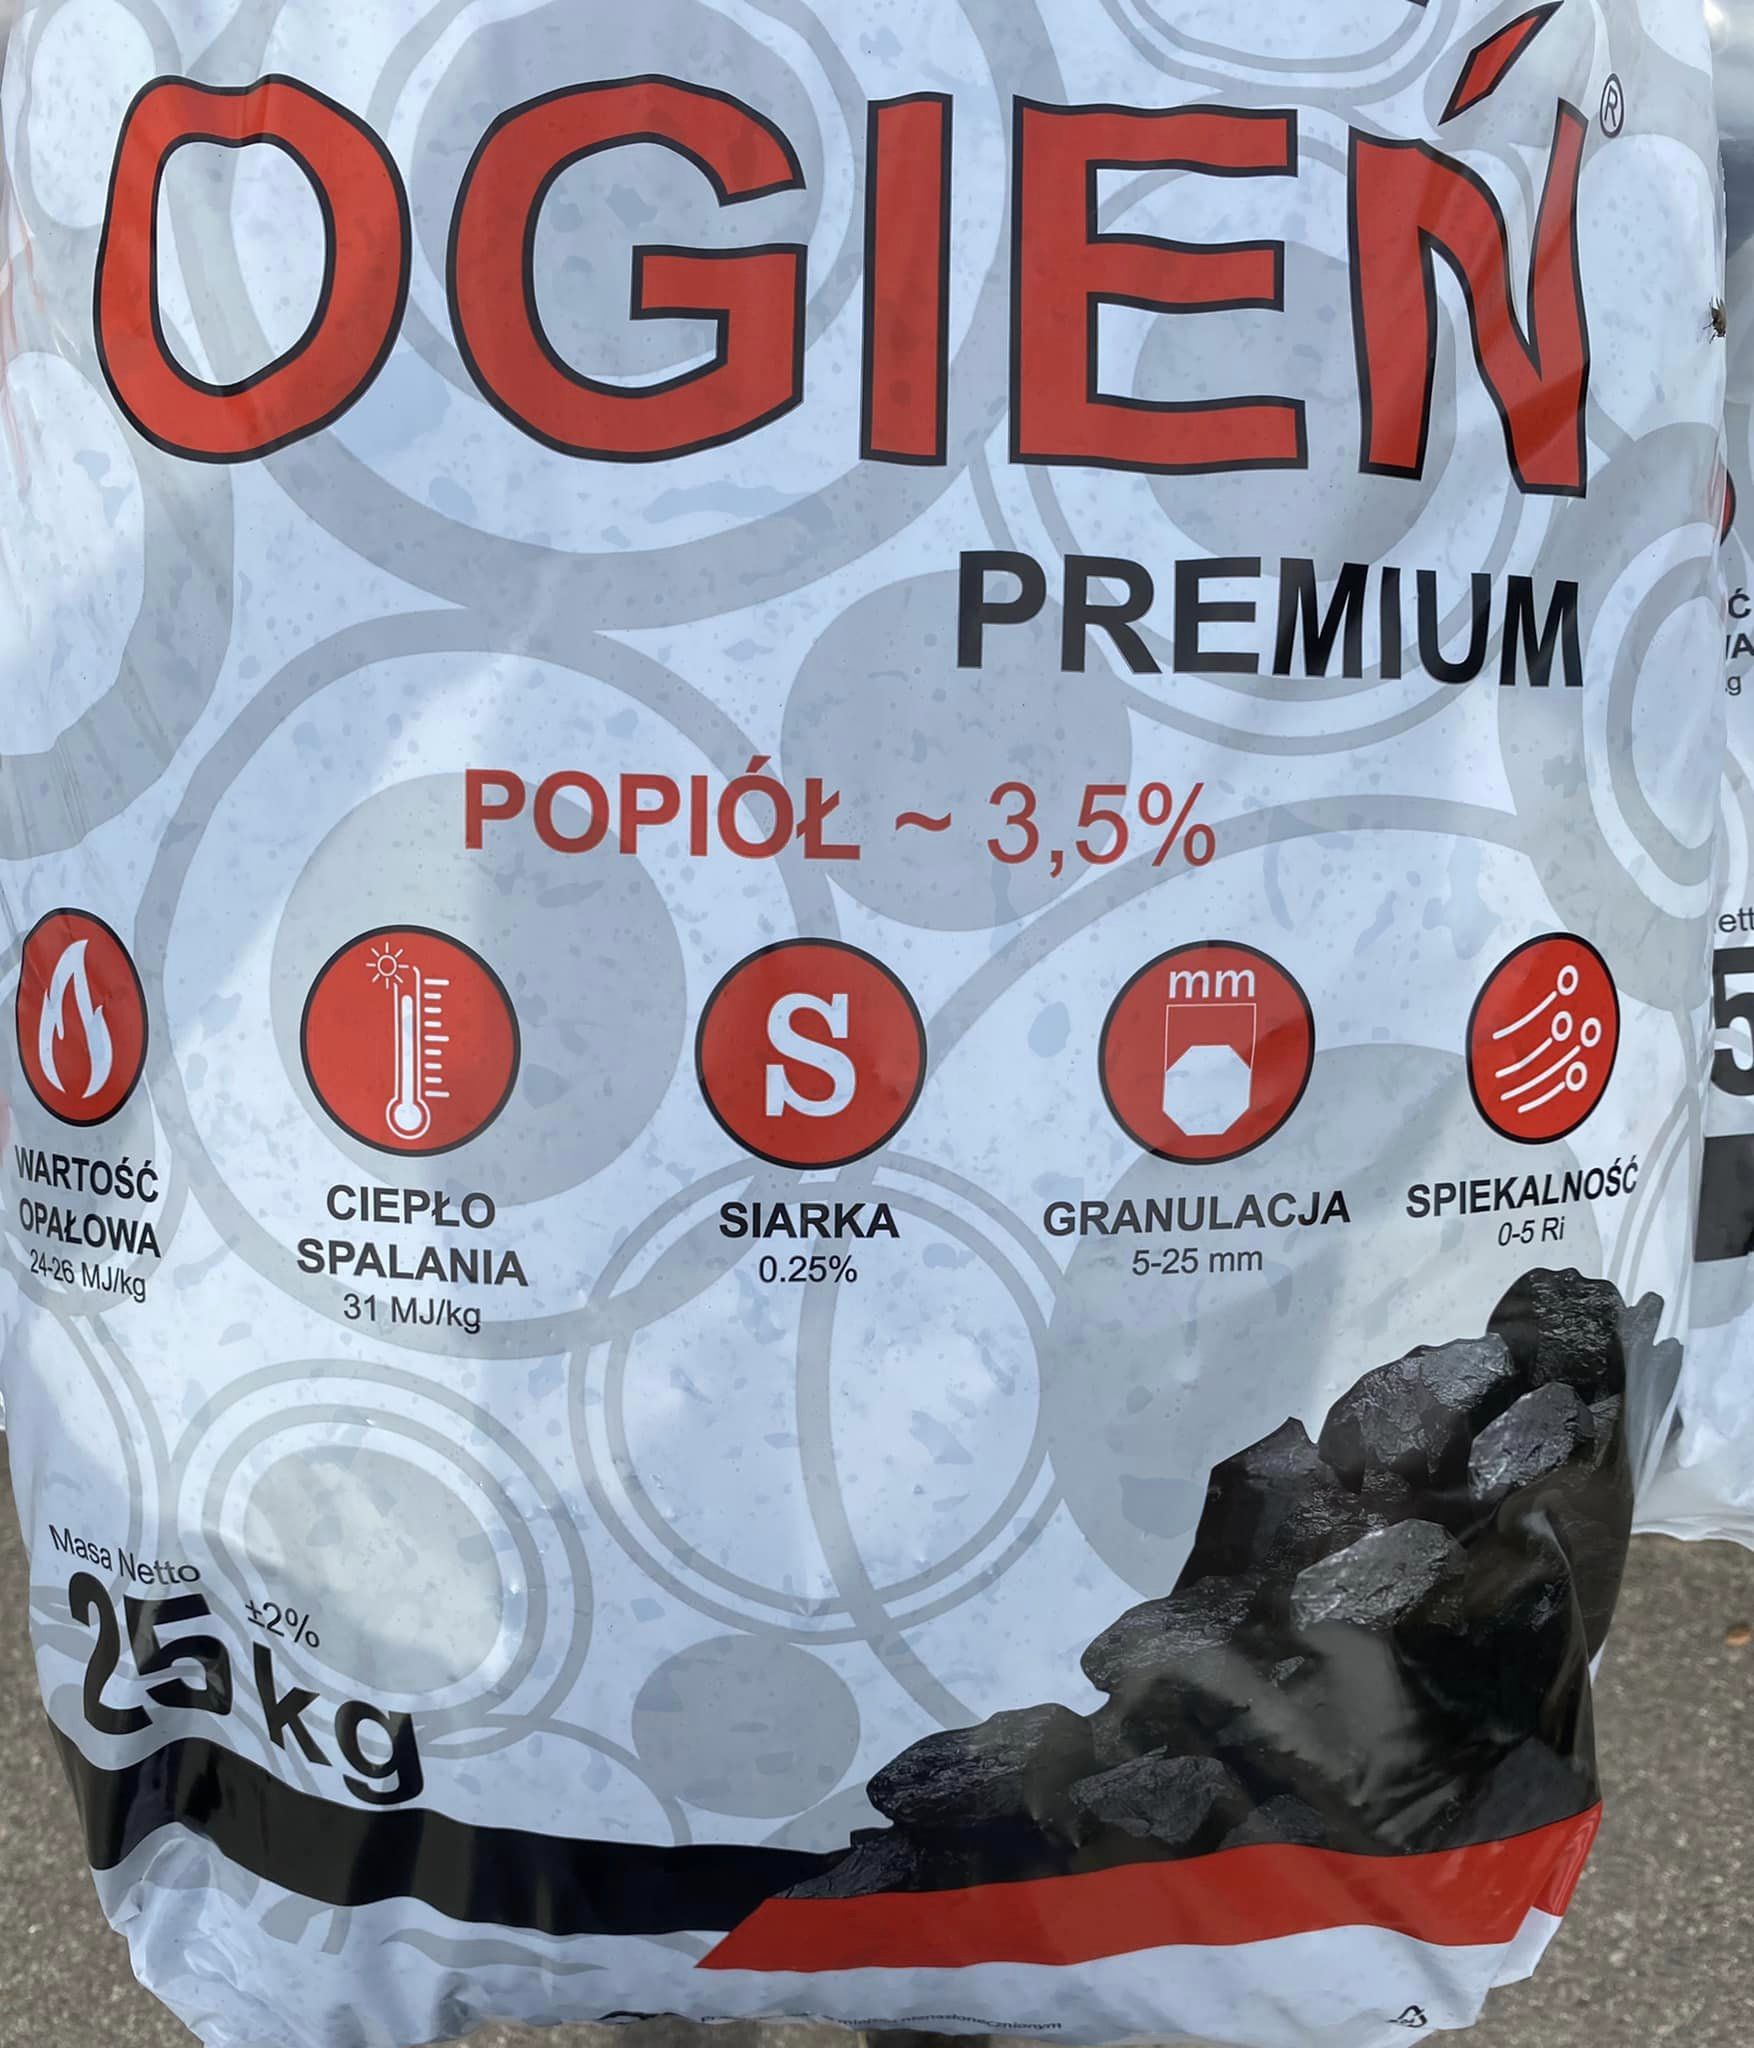 OGIEŃ ®
PREMIUM
POPIÓŁ ~ 3,5%
WARTOŚĆ
OPAŁOWA
24-26 MJ/kg
CIEPŁO
SPALANIA
31 MJ/kg
S
SIARKA
0.25%
mm
GRANULACJA
5-25 mm
SPIEKALNOŚĆ
0-5 Ri
Masa Netto
25 kg
±2%
nienasłonecznionym